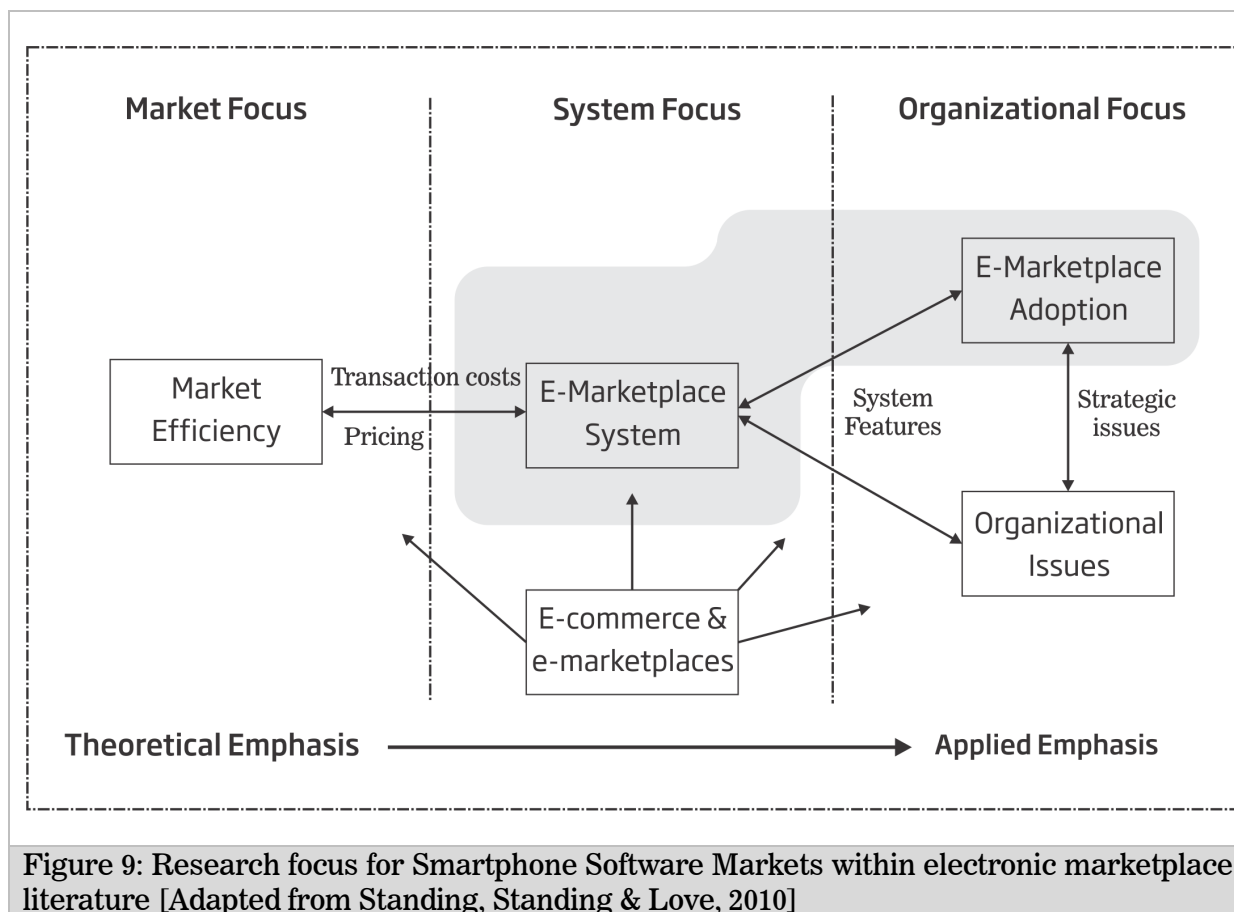 Market Focus
System Focus
Organizational Focus
E-Marketplace
Adoption
Market
Efficiency
Transaction costs
Pricing
E-Marketplace
System
System
Features
Strategic
issues
Organizational
Issues
E-commerce &
e-marketplaces
Theoretical Emphasis
Applied Emphasis
Figure 9: Research focus for Smartphone Software Markets within electronic marketplace
literature [Adapted from Standing, Standing & Love, 2010]